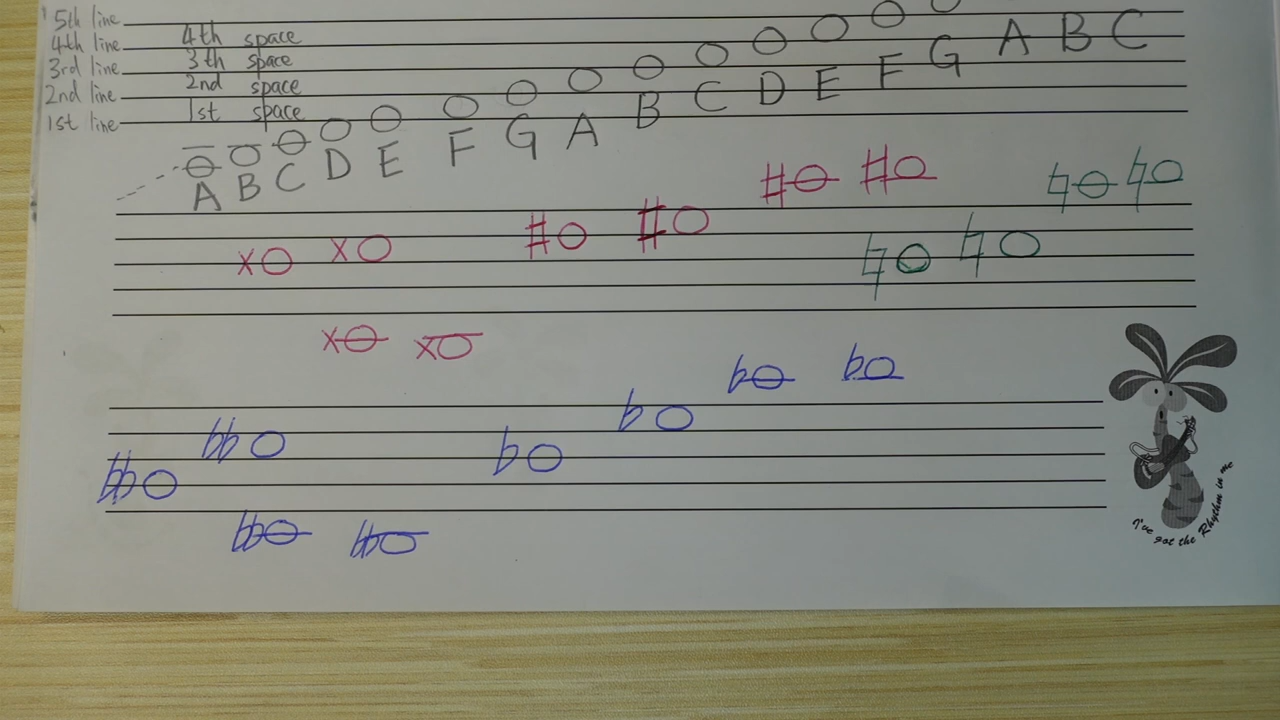 5th line
4th line 4th space
3rd line 3th space
2nd line 2nd space
1st line 1st space
A B C D E F G A B C D E F G A B C
I've got the Rhythm in me